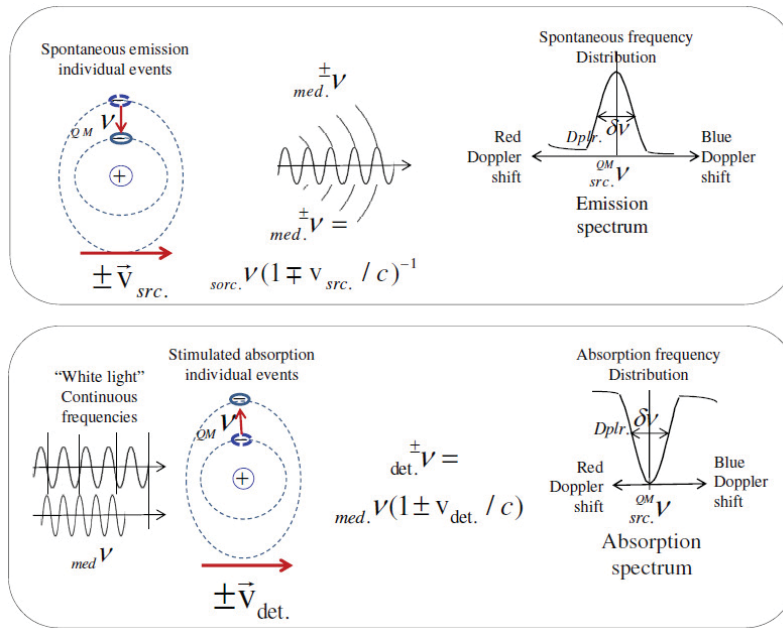 Spontaneous emission
individual events
QM ν
+
± v⃗ src.
± med. ν
± med. ν =
sorc. ν (1 ∓ v src. / c)⁻¹
Spontaneous frequency
Distribution
Dplr. δν
Red
Doppler
shift
Blue
Doppler
shift
QM src. ν
Emission
spectrum
"White light"
Continuous
frequencies
med ν
Stimulated absorption
individual events
QM ν
+
± v⃗ det.
± det. ν =
med. ν (1 ± v det. / c)
Absorption frequency
Distribution
Dplr. δν
Red
Doppler
shift
Blue
Doppler
shift
QM src. ν
Absorption
spectrum